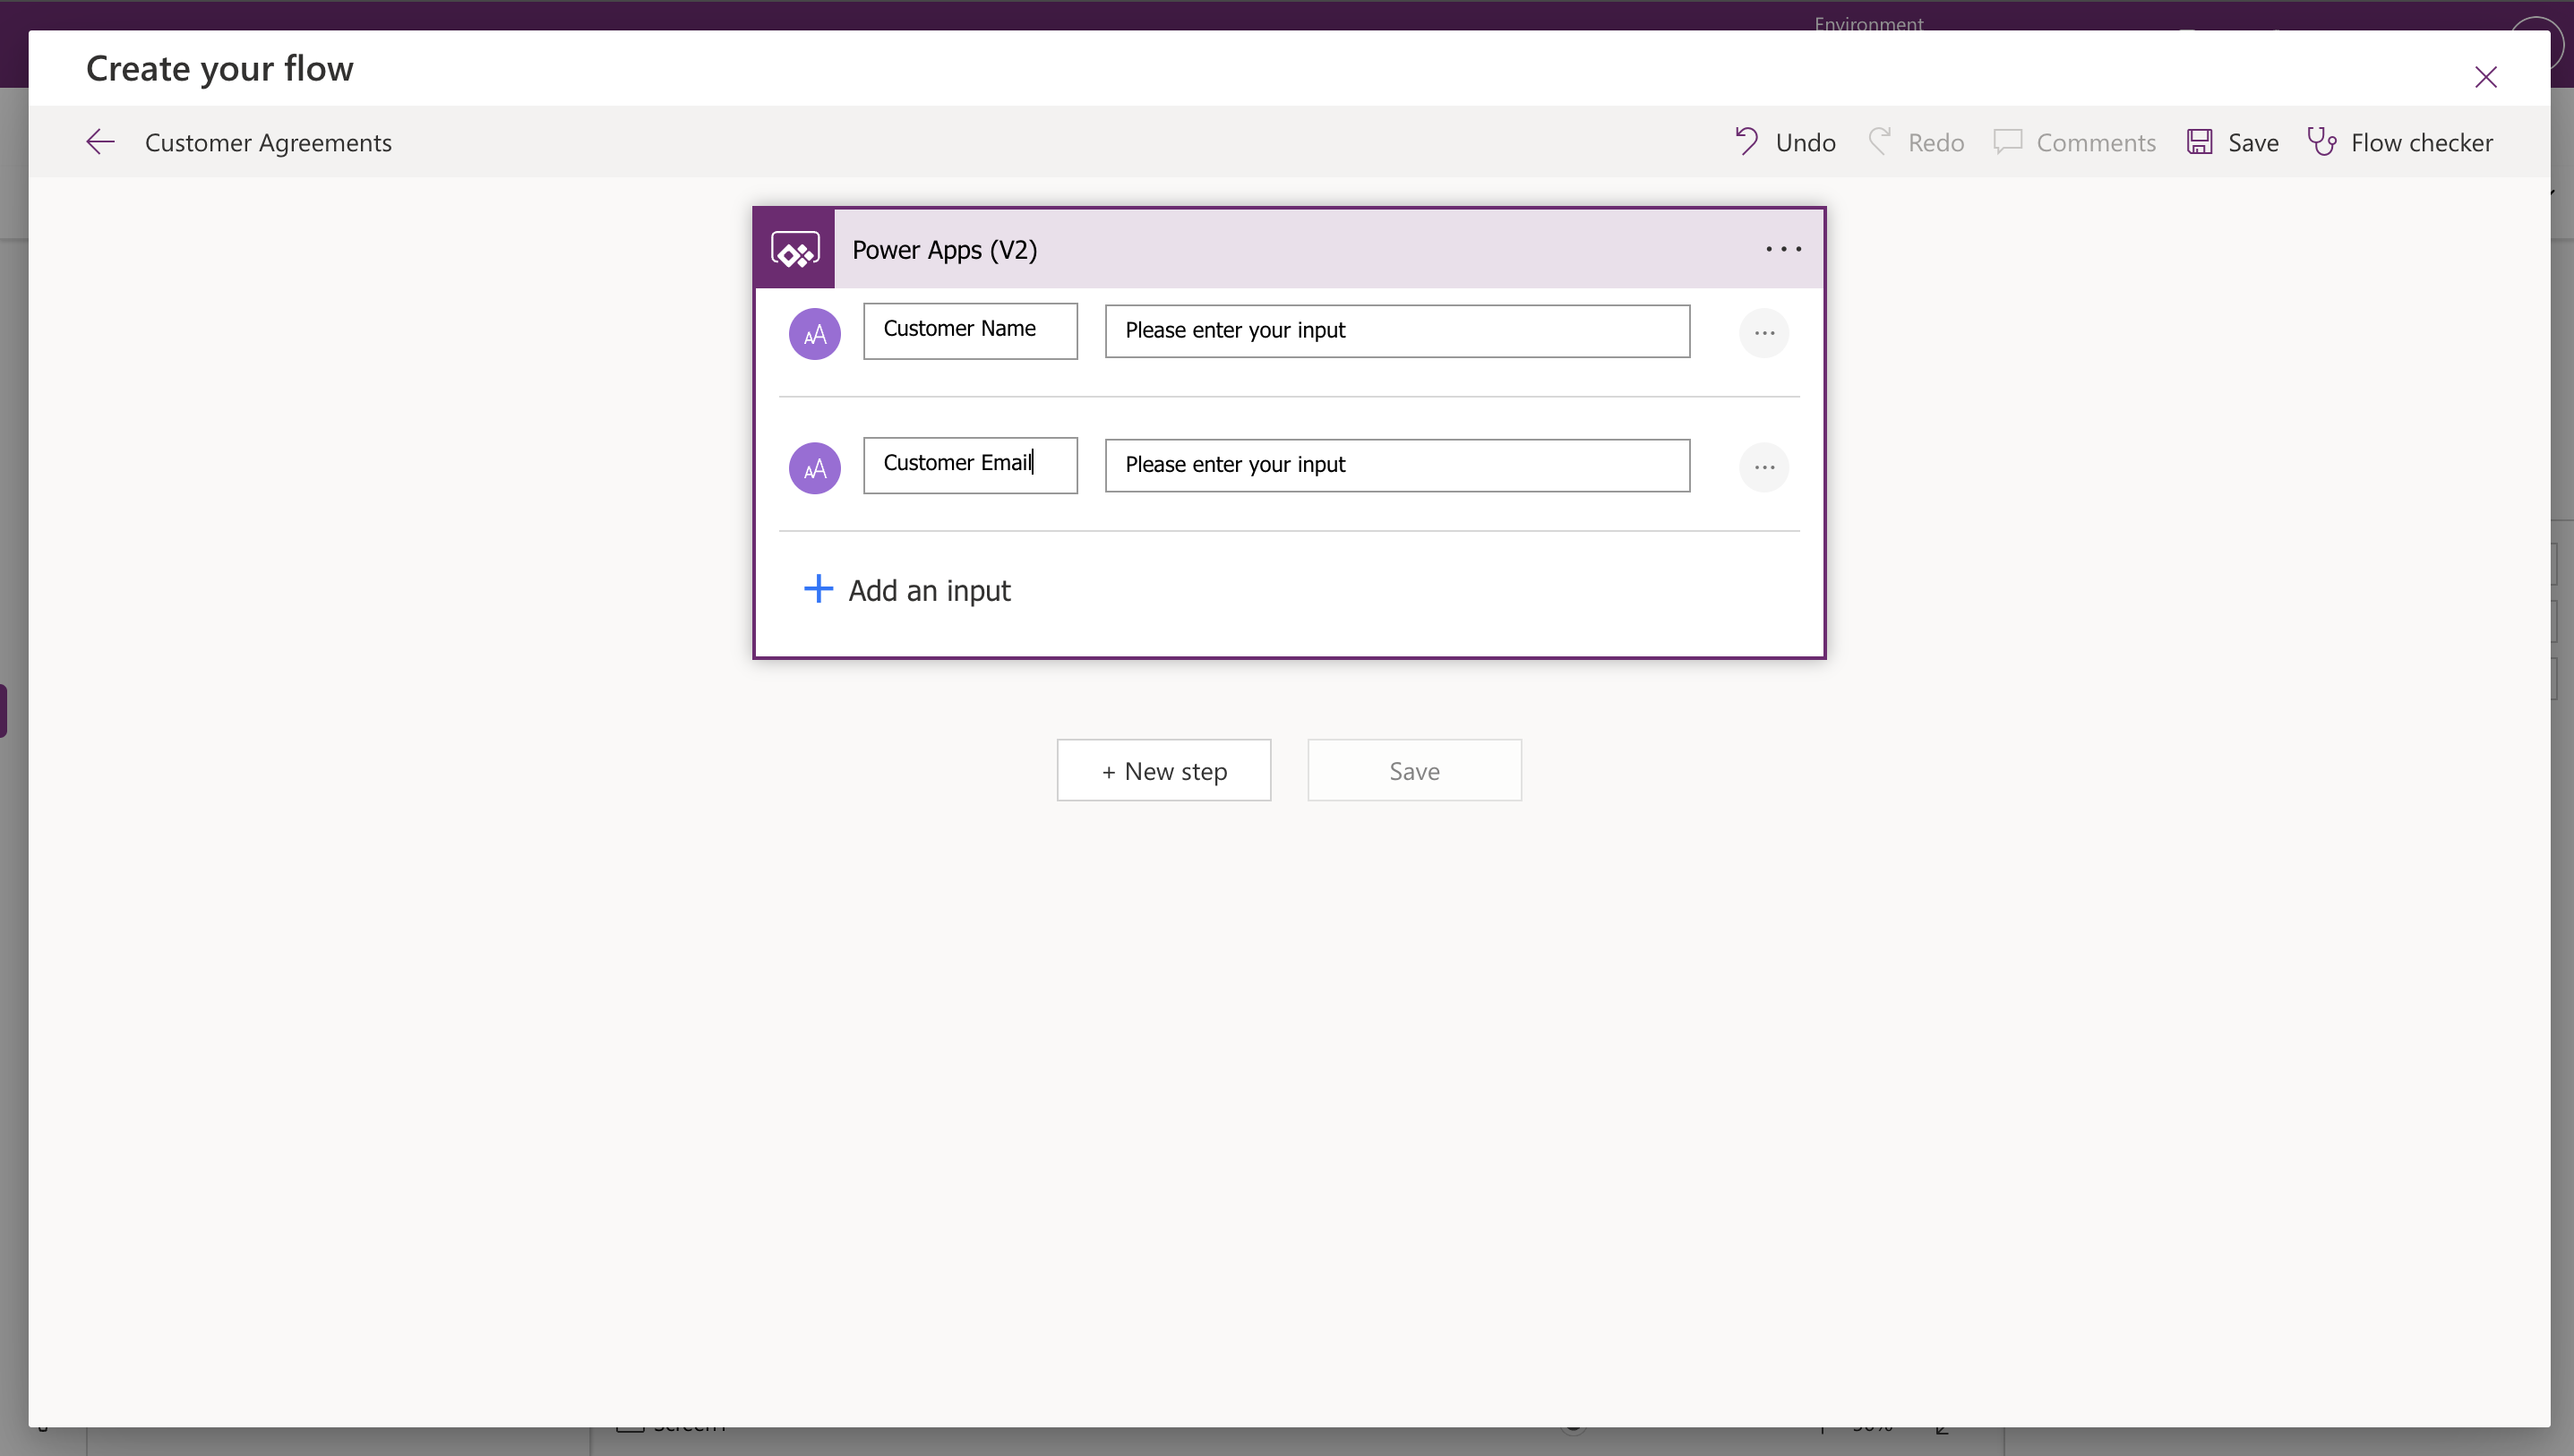 Environment
Create your flow
Customer Agreements
Undo
Redo
Comments
Save
Flow checker
Power Apps (V2)
Customer Name
Please enter your input
Customer Email
Please enter your input
Add an input
+ New step
Save